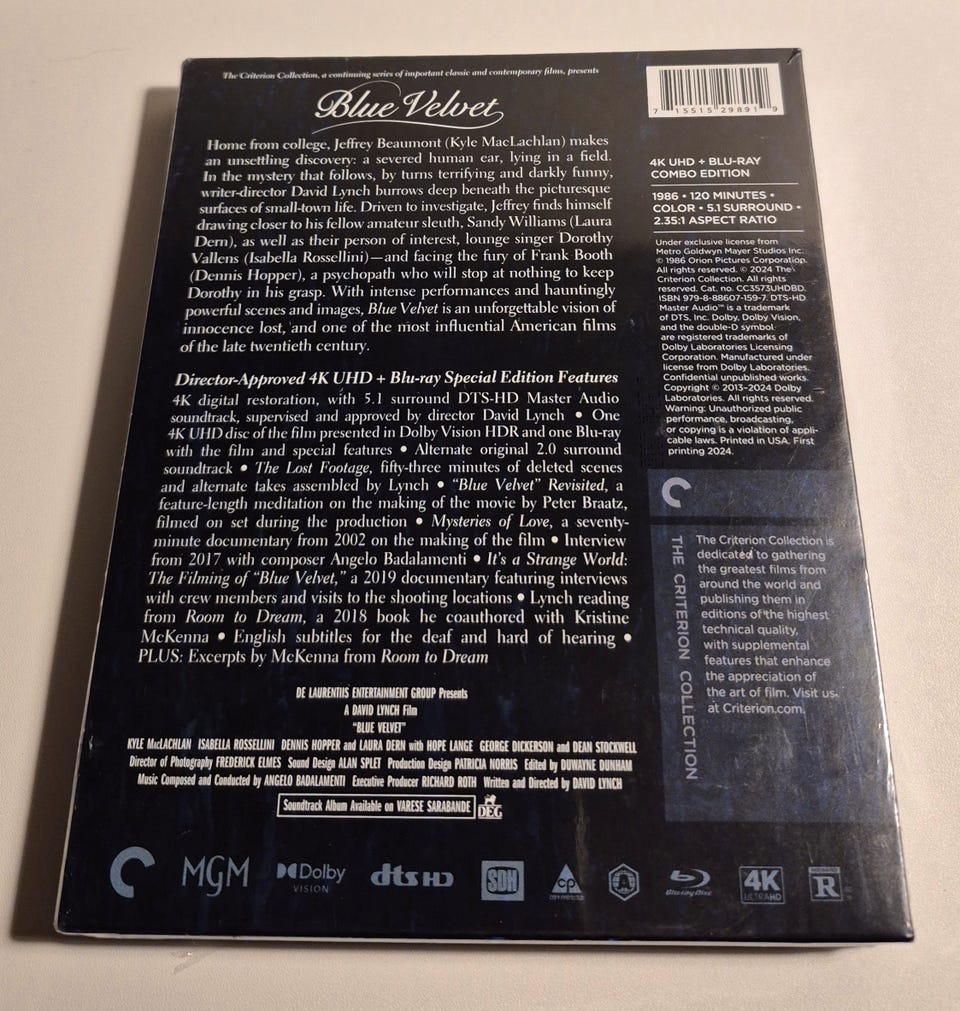 The Criterion Collection, a continuing series of important classic and contemporary films, presents
Blue Velvet
Home from college, Jeffrey Beaumont (Kyle MacLachlan) makes
an unsettling discovery: a severed human ear, lying in a field.
In the mystery that follows, by turns terrifying and darkly funny,
writer-director David Lynch burrows deep beneath the picturesque
surfaces of small-town life. Driven to investigate, Jeffrey finds himself
drawing closer to his fellow amateur sleuth, Sandy Williams (Laura
Dern), as well as their person of interest, lounge singer Dorothy
Vallens (Isabella Rossellini)—and facing the fury of Frank Booth
(Dennis Hopper), a psychopath who will stop at nothing to keep
Dorothy in his grasp. With intense performances and hauntingly
powerful scenes and images, Blue Velvet is an unforgettable vision of
innocence lost, and one of the most influential American films
of the late twentieth century.
Director-Approved 4K UHD + Blu-ray Special Edition Features
4K digital restoration, with 5.1 surround DTS-HD Master Audio
soundtrack, supervised and approved by director David Lynch • One
4K UHD disc of the film presented in Dolby Vision HDR and one Blu-ray
with the film and special features • Alternate original 2.0 surround
soundtrack • The Lost Footage, fifty-three minutes of deleted scenes
and alternate takes assembled by Lynch • “Blue Velvet” Revisited, a
feature-length meditation on the making of the movie by Peter Braatz,
filmed on set during the production • Mysteries of Love, a seventy-
minute documentary from 2002 on the making of the film • Interview
from 2017 with composer Angelo Badalamenti • It's a Strange World:
The Filming of “Blue Velvet,” a 2019 documentary featuring interviews
with crew members and visits to the shooting locations • Lynch reading
from Room to Dream, a 2018 book he coauthored with Kristine
McKenna • English subtitles for the deaf and hard of hearing •
PLUS: Excerpts by McKenna from Room to Dream
DE LAURENTIIS ENTERTAINMENT GROUP Presents
A DAVID LYNCH Film
“BLUE VELVET”
KYLE MacLACHLAN ISABELLA ROSSELLINI DENNIS HOPPER and LAURA DERN with HOPE LANGE GEORGE DICKERSON and DEAN STOCKWELL
Director of Photography FREDERICK ELMES Sound Design ALAN SPLET Production Design PATRICIA NORRIS Edited by DUWAYNE DUNHAM
Music Composed and Conducted by ANGELO BADALAMENTI Executive Producer RICHARD ROTH Written and Directed by DAVID LYNCH
Soundtrack Album Available on VARESE SARABANDE
DEG
7 15515 29891 9
4K UHD + BLU-RAY
COMBO EDITION
1986 • 120 MINUTES •
COLOR • 5.1 SURROUND •
2.35:1 ASPECT RATIO
Under exclusive license from
Metro Goldwyn Mayer Studios Inc.
© 1986 Orion Pictures Corporation.
All rights reserved. © 2024 The
Criterion Collection. All rights
reserved. Cat. no. CC3573UHDBD.
ISBN 979-8-88607-159-7. DTS-HD
Master Audio™ is a trademark
of DTS, Inc. Dolby, Dolby Vision,
and the double-D symbol
are registered trademarks of
Dolby Laboratories Licensing
Corporation. Manufactured under
license from Dolby Laboratories.
Confidential unpublished works.
Copyright © 2013–2024 Dolby
Laboratories. All rights reserved.
Warning: Unauthorized public
performance, broadcasting,
or copying is a violation of appli-
cable laws. Printed in USA. First
printing 2024.
THE CRITERION COLLECTION
The Criterion Collection is
dedicated to gathering
the greatest films from
around the world and
publishing them in
editions of the highest
technical quality,
with supplemental
features that enhance
the appreciation of
the art of film. Visit us
at Criterion.com.
MGM
Dolby
VISION
dts HD
SDH
CP
Blu-ray Disc
4K
ULTRA HD
R